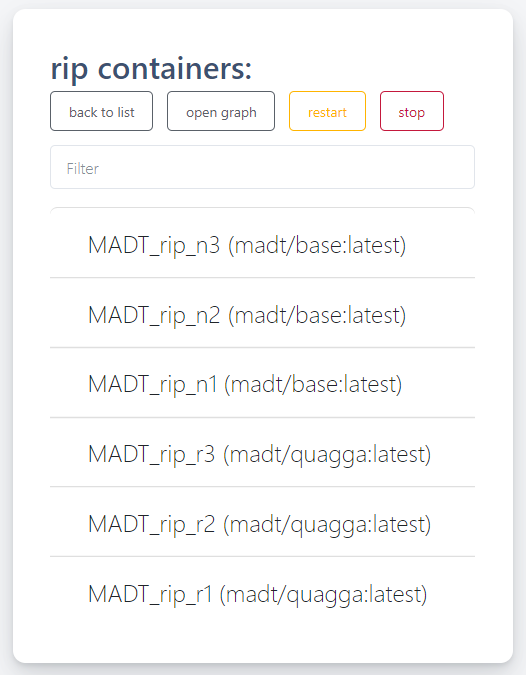 rip containers:
back to list open graph restart stop
Filter
MADT_rip_n3 (madt/base:latest)
MADT_rip_n2 (madt/base:latest)
MADT_rip_n1 (madt/base:latest)
MADT_rip_r3 (madt/quagga:latest)
MADT_rip_r2 (madt/quagga:latest)
MADT_rip_r1 (madt/quagga:latest)